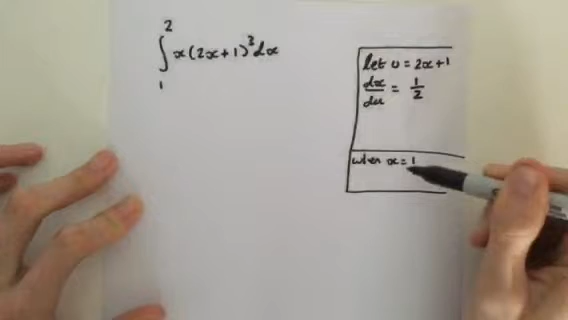 ∫₁² x(2x+1)³dx
let u = 2x+1
dx/du = 1/2
when x=1